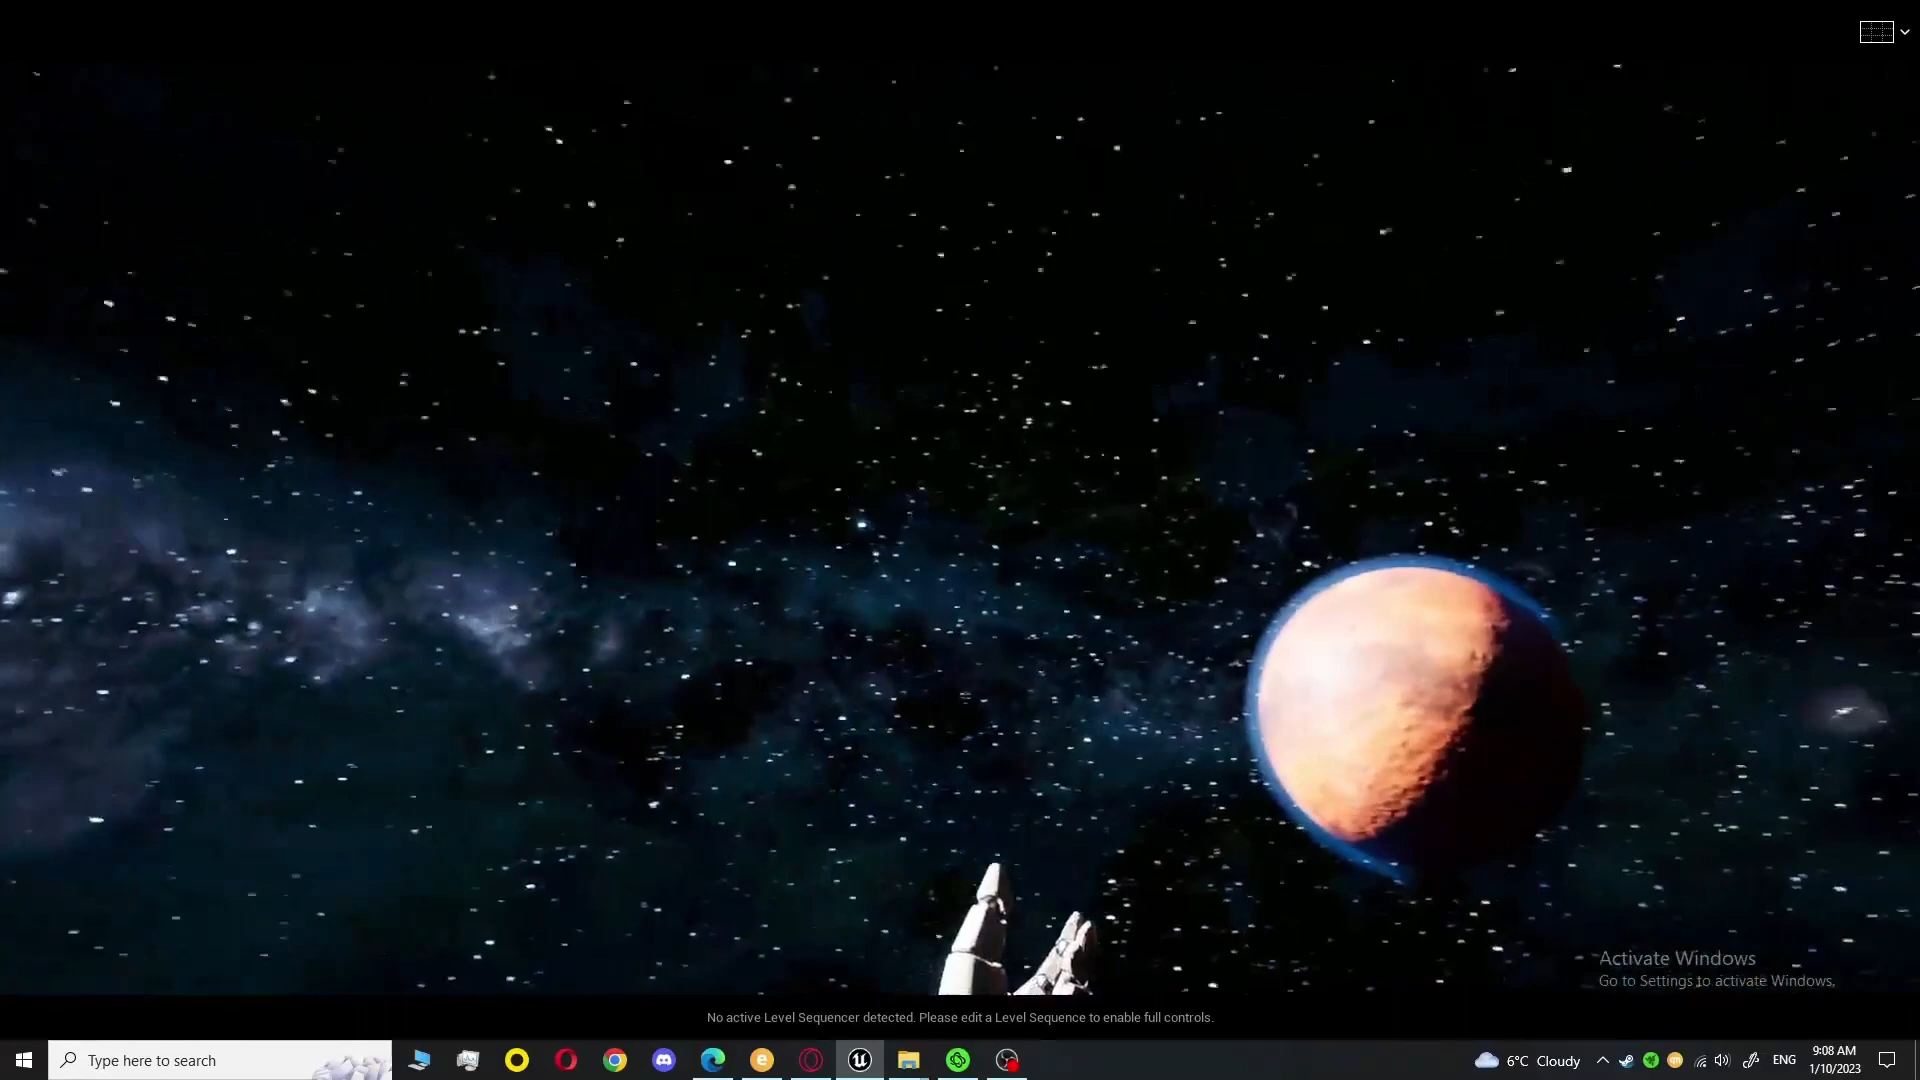 Activate Windows
Go to Settings to activate Windows.
No active Level Sequencer detected. Please edit a Level Sequence to enable full controls.
Type here to search
6°C Cloudy
ENG
9:08 AM
1/10/2023